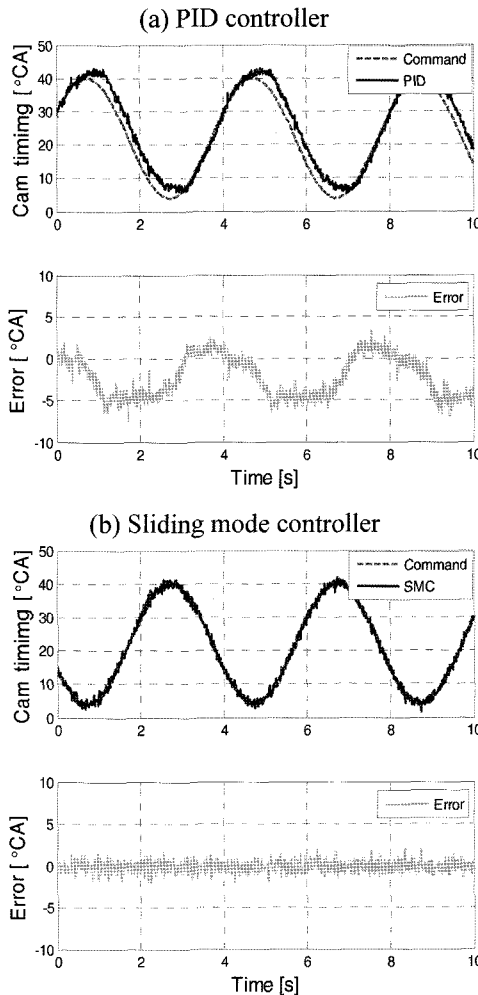 (a) PID controller
50
40
30
20
10
0
Cam timimg [ °CA]
Command
PID
0 2 4 6 8 10
10
5
0
-5
-10
Error [ °CA]
Error
0 2 4 6 8 10
Time [s]
(b) Sliding mode controller
50
40
30
20
10
0
Cam timimg [ °CA]
Command
SMC
0 2 4 6 8 10
10
5
0
-5
-10
Error [ °CA]
Error
0 2 4 6 8 10
Time [s]